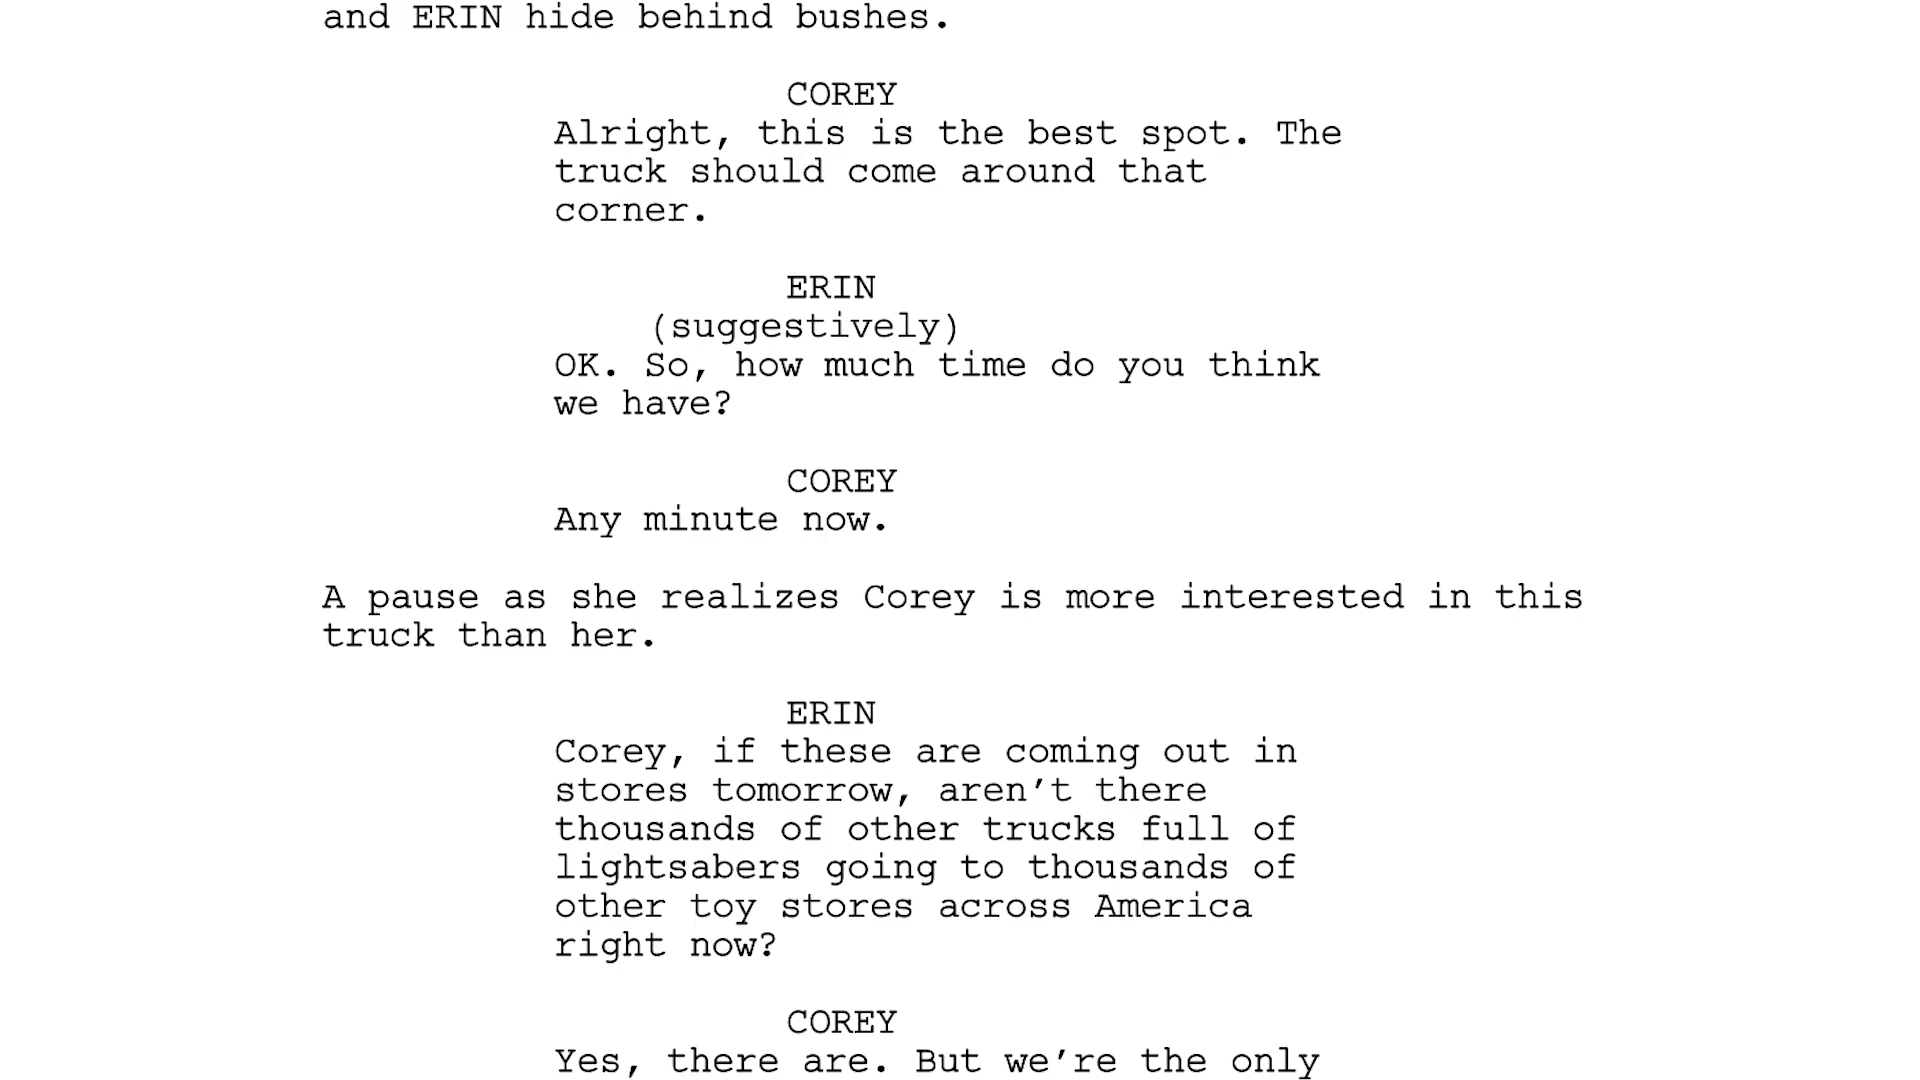 and ERIN hide behind bushes.
COREY
Alright, this is the best spot. The
truck should come around that
corner.
ERIN
(suggestively)
OK. So, how much time do you think
we have?
COREY
Any minute now.
A pause as she realizes Corey is more interested in this
truck than her.
ERIN
Corey, if these are coming out in
stores tomorrow, aren’t there
thousands of other trucks full of
lightsabers going to thousands of
other toy stores across America
right now?
COREY
Yes, there are. But we’re the only